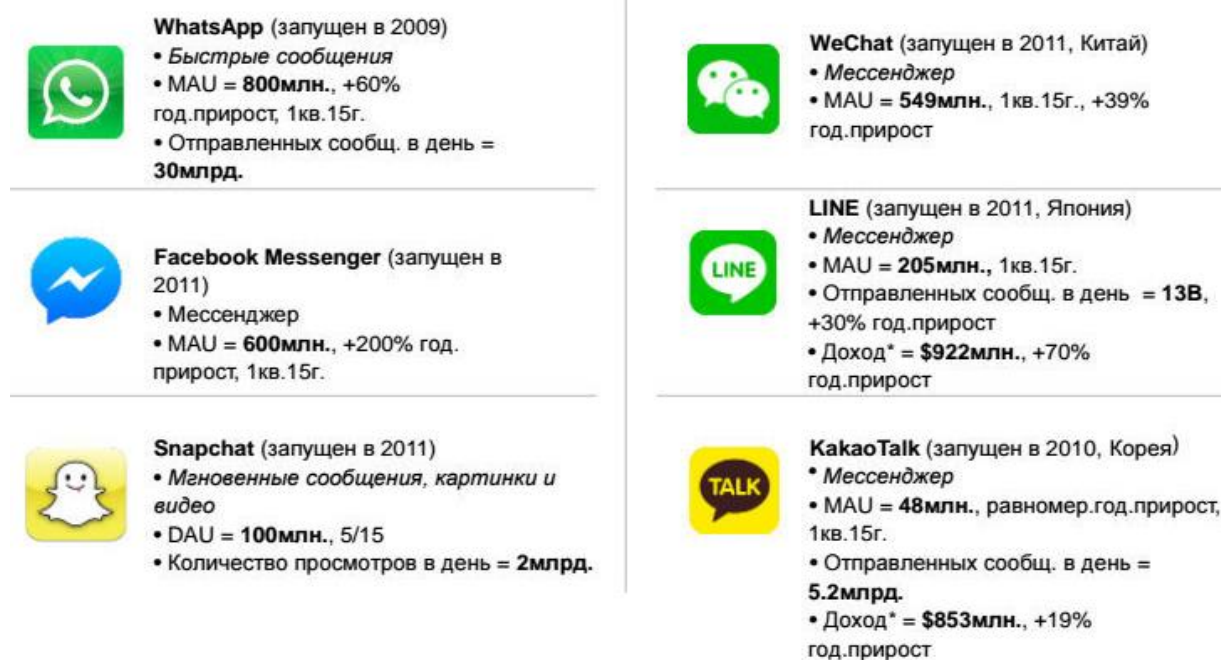 WhatsApp (запущен в 2009)
• Быстрые сообщения
• MAU = 800млн., +60%
год.прирост, 1кв.15г.
• Отправленных сообщ. в день =
30млрд.
Facebook Messenger (запущен в
2011)
• Мессенджер
• MAU = 600млн., +200% год.
прирост, 1кв.15г.
Snapchat (запущен в 2011)
• Мгновенные сообщения, картинки и
видео
• DAU = 100млн., 5/15
• Количество просмотров в день = 2млрд.
WeChat (запущен в 2011, Китай)
• Мессенджер
• MAU = 549млн., 1кв.15г., +39%
год.прирост
LINE
LINE (запущен в 2011, Япония)
• Мессенджер
• MAU = 205млн., 1кв.15г.
• Отправленных сообщ. в день = 13B,
+30% год.прирост
• Доход* = $922млн., +70%
год.прирост
TALK
KakaoTalk (запущен в 2010, Корея)
• Мессенджер
• MAU = 48млн., равномер.год.прирост,
1кв.15г.
• Отправленных сообщ. в день =
5.2млрд.
• Доход* = $853млн., +19%
год.прирост